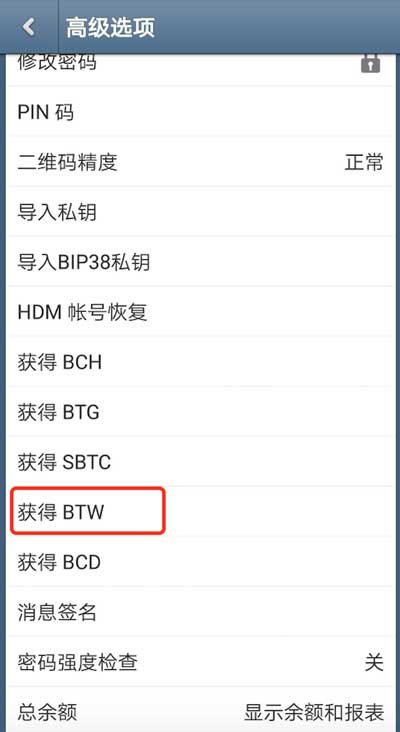 高级选项
修改密码
PIN 码
二维码精度 正常
导入私钥
导入BIP38私钥
HDM 帐号恢复
获得 BCH
获得 BTG
获得 SBTC
获得 BTW
获得 BCD
消息签名
密码强度检查 关
总余额 显示余额和报表